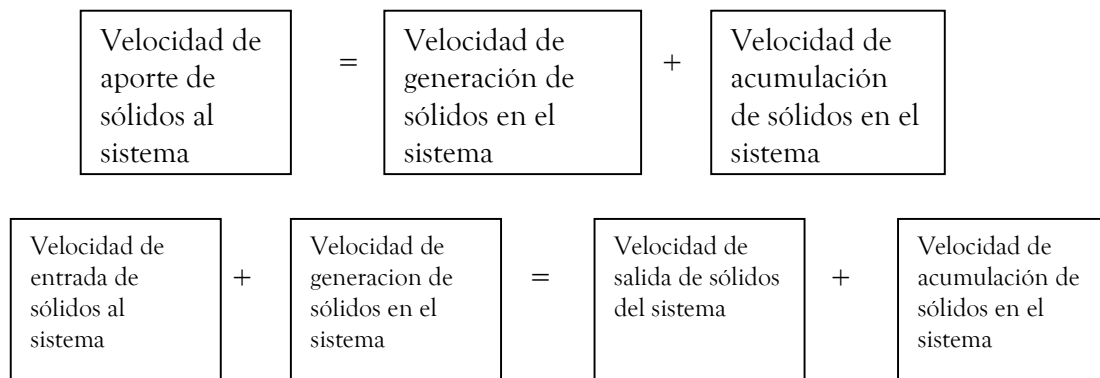 Velocidad de
aporte de
sólidos al
sistema
=
Velocidad de
generación de
sólidos en el
sistema
+
Velocidad de
acumulación
de sólidos en el
sistema
Velocidad de
entrada de
sólidos al
sistema
+
Velocidad de
generacion de
sólidos en el
sistema
=
Velocidad de
salida de sólidos
del sistema
+
Velocidad de
acumulación de
sólidos en el
sistema